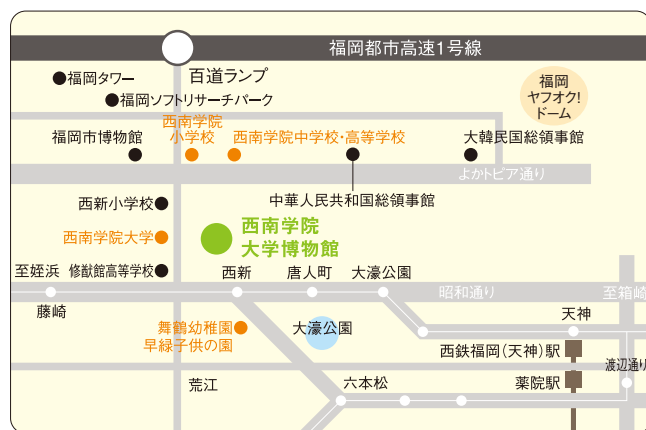 福岡都市高速1号線
百道ランプ
福岡タワー
福岡ソフトリサーチパーク
福岡
ヤフオク!
ドーム
西南学院
小学校
福岡市博物館
西南学院中学校・高等学校
大韓民国総領事館
よかトピア通り
中華人民共和国総領事館
西新小学校
西南学院
大学博物館
西南学院大学
至姪浜
修猷館高等学校
西新
唐人町
大濠公園
昭和通り
至箱崎
藤崎
天神
舞鶴幼稚園
早緑子供の園
大濠公園
西鉄福岡(天神)駅
渡辺通り
荒江
六本松
薬院駅